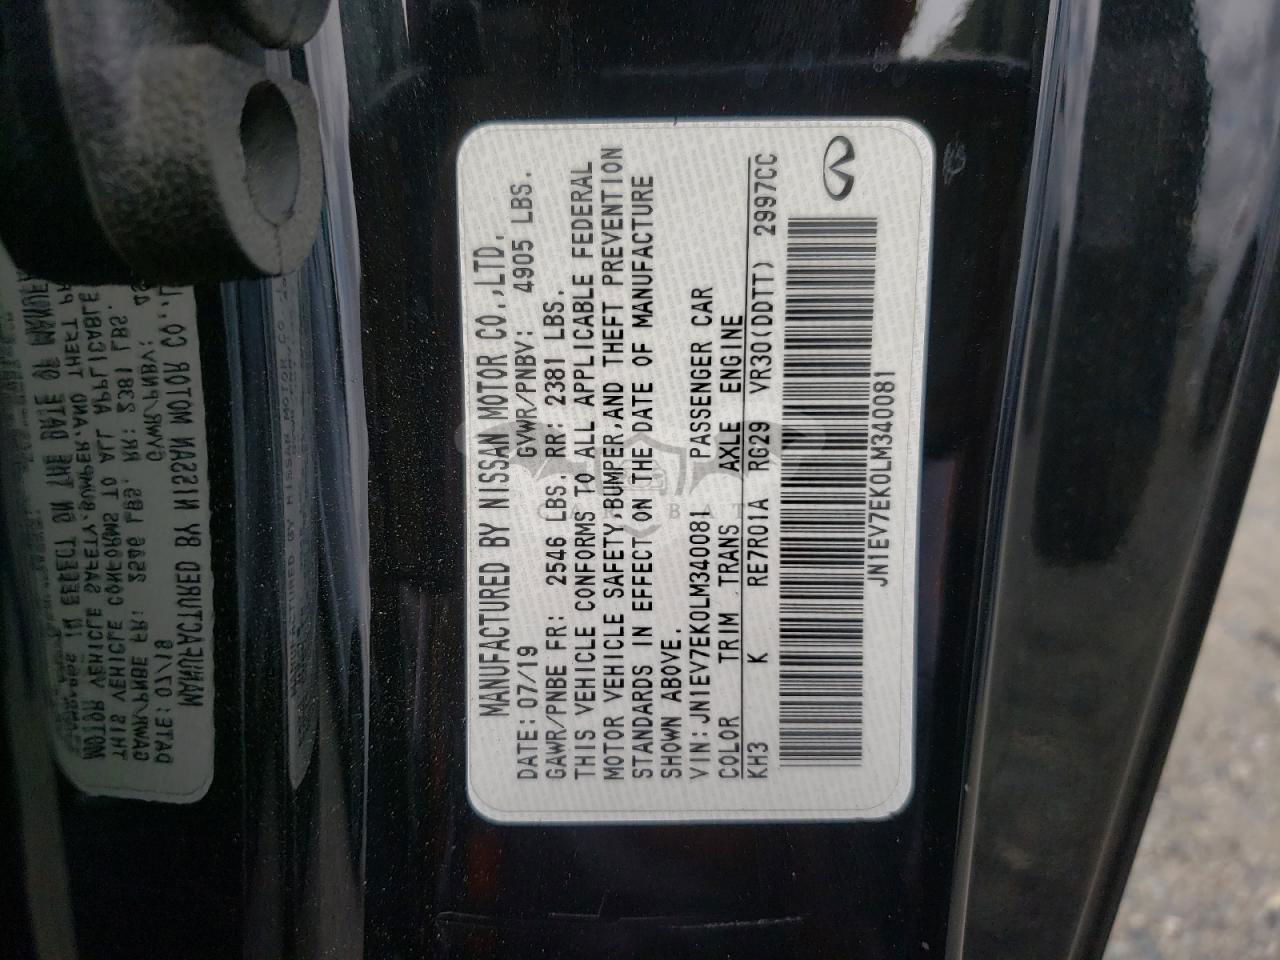 MANUFACTURED BY NISSAN MOTOR CO.,LTD.
DATE: 07/19 GVWR/PNBV: 4905 LBS.
GAWR/PNBE FR: 2546 LBS. RR: 2381 LBS.
THIS VEHICLE CONFORMS TO ALL APPLICABLE FEDERAL
MOTOR VEHICLE SAFETY,BUMPER,AND THEFT PREVENTION
STANDARDS IN EFFECT ON THE DATE OF MANUFACTURE
SHOWN ABOVE.
VIN: JN1EV7EK0LM340081 PASSENGER CAR
COLOR TRIM TRANS AXLE ENGINE
KH3 K RE7R01A RG29 VR30(DDTT) 2997CC
JN1EV7EK0LM340081